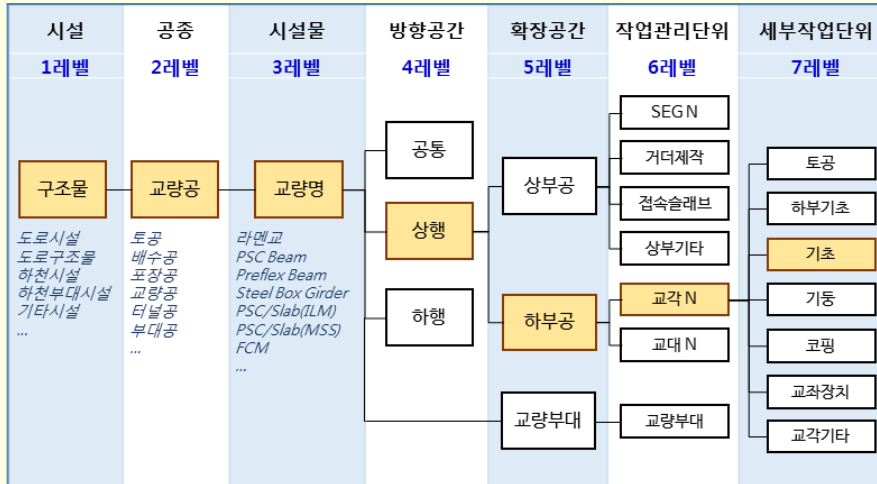 시설
공종
시설물
방향공간
확장공간
작업관리단위
세부작업단위
1레벨
2레벨
3레벨
4레벨
5레벨
6레벨
7레벨
구조물
도로시설
도로구조물
하천시설
하천부대시설
기타시설
...
교량공
토공
배수공
포장공
교량공
터널공
부대공
...
교량명
라멘교
PSC Beam
Preflex Beam
Steel Box Girder
PSC/Slab(ILM)
PSC/Slab(MSS)
FCM
...
공통
상행
하행
상부공
하부공
교량부대
SEG N
거더제작
접속슬래브
상부기타
교각 N
교대 N
교량부대
토공
하부기초
기초
기둥
코핑
교좌장치
교각기타